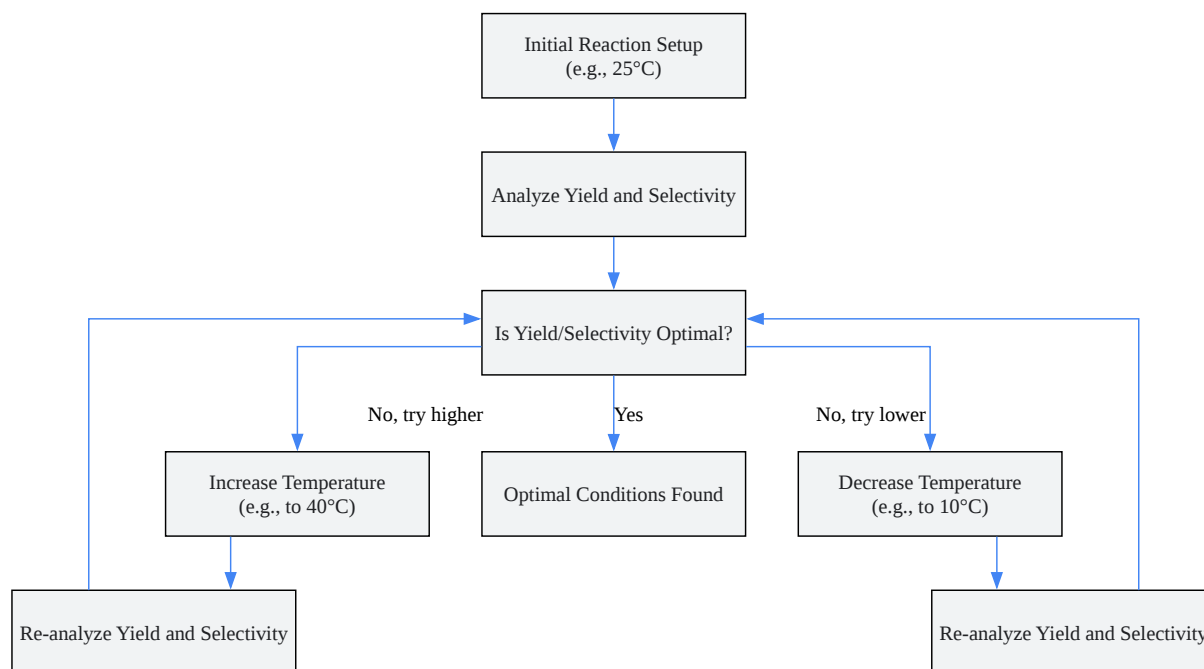 Initial Reaction Setup
(e.g., 25°C)
Analyze Yield and Selectivity
Is Yield/Selectivity Optimal?
No, try higher
Yes
No, try lower
Increase Temperature
(e.g., to 40°C)
Optimal Conditions Found
Decrease Temperature
(e.g., to 10°C)
Re-analyze Yield and Selectivity
Re-analyze Yield and Selectivity